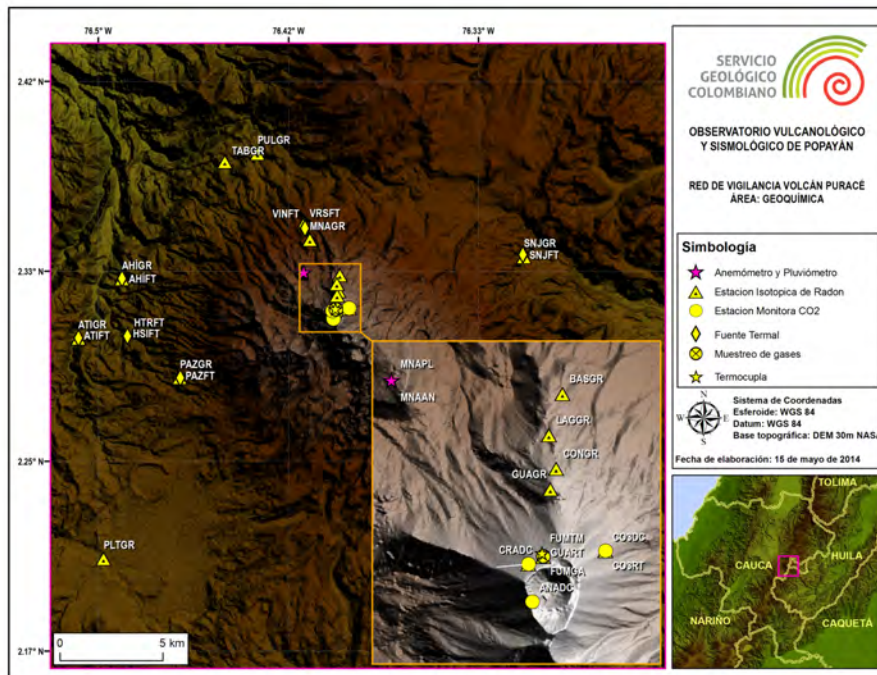 76.5° W
76.42° W
76.33° W
2.42° N
2.33° N
2.25° N
2.17° N
PULGR
TABGR
VINFT
VRSFT
MNAGR
SNJGR
SNJFT
AHÍGR
AHÍFT
ATIGR
ATIFT
HTRFT
HSIFT
PAZGR
PAZFT
PLTGR
0
5 km
MNAPL
MNAAN
BASGR
LAGGR
CONGR
GUAGR
FUMTM
GUART
FUMGA
CRADC
ANADC
CO3DC
CO3RT
SERVICIO
GEOLÓGICO
COLOMBIANO
OBSERVATORIO VULCANOLÓGICO
Y SISMOLÓGICO DE POPAYÁN
RED DE VIGILANCIA VOLCÁN PURACÉ
ÁREA: GEOQUÍMICA
Simbología
Anemómetro y Pluviómetro
Estacion Isotopica de Radon
Estacion Monitora CO2
Fuente Termal
Muestreo de gases
Termocupla
N
W
E
S
Sistema de Coordenadas
Esferoide: WGS 84
Datum: WGS 84
Base topográfica: DEM 30m NASA
Fecha de elaboración: 15 de mayo de 2014
TOLIMA
HUILA
CAUCA
NARIÑO
CAQUETÁ